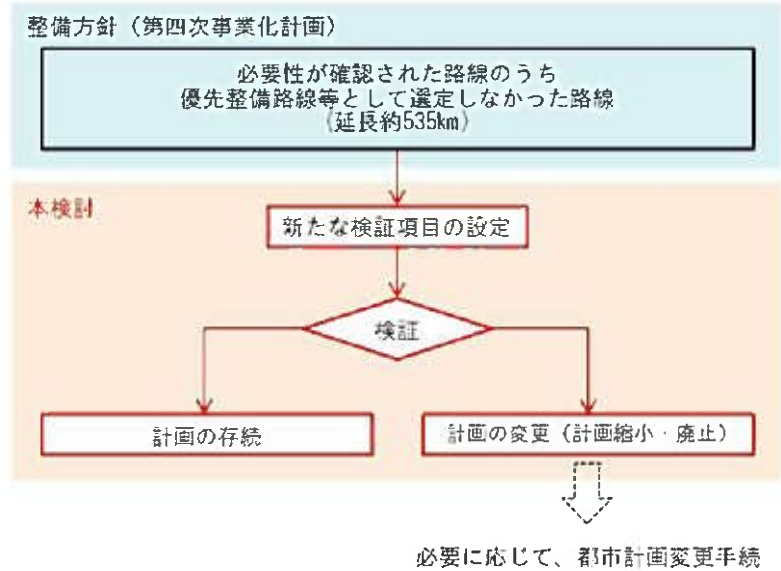 整備方針（第四次事業化計画）
必要性が確認された路線のうち
優先整備路線等として選定しなかった路線
（延長約535km）
本検討
新たな検証項目の設定
検証
計画の存続
計画の変更（計画縮小・廃止）
必要に応じて、都市計画変更手続